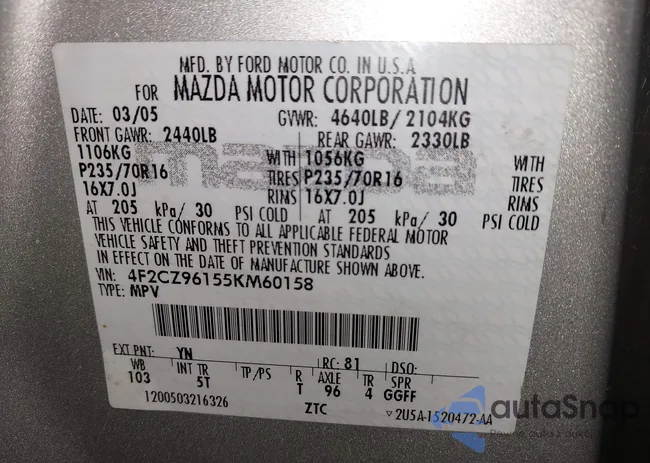 MFD. BY FORD MOTOR CO. IN U.S.A
FOR MAZDA MOTOR CORPORATION
DATE: 03/05 GVWR: 4640LB/ 2104KG
FRONT GAWR: 2440LB REAR GAWR: 2330LB
1106KG WITH 1056KG WITH
P235/70R16 TIRES P235/70R16 TIRES
16X7.0J RIMS 16X7.0J RIMS
AT 205 kPa/ 30 PSI COLD AT 205 kPa/ 30 PSI COLD
THIS VEHICLE CONFORMS TO ALL APPLICABLE FEDERAL MOTOR
VEHICLE SAFETY AND THEFT PREVENTION STANDARDS
IN EFFECT ON THE DATE OF MANUFACTURE SHOWN ABOVE.
VIN: 4F2CZ96155KM60158
TYPE: MPV
mazda
EXT PNT: YN RC: 81 DSO:
WB INT TR TP/PS R AXLE TR SPR
103 5T T 96 4 GGFF
1200503216326 ZTC 2U5A-1520472-AA
autaSnap
Pewne auta z aukcji